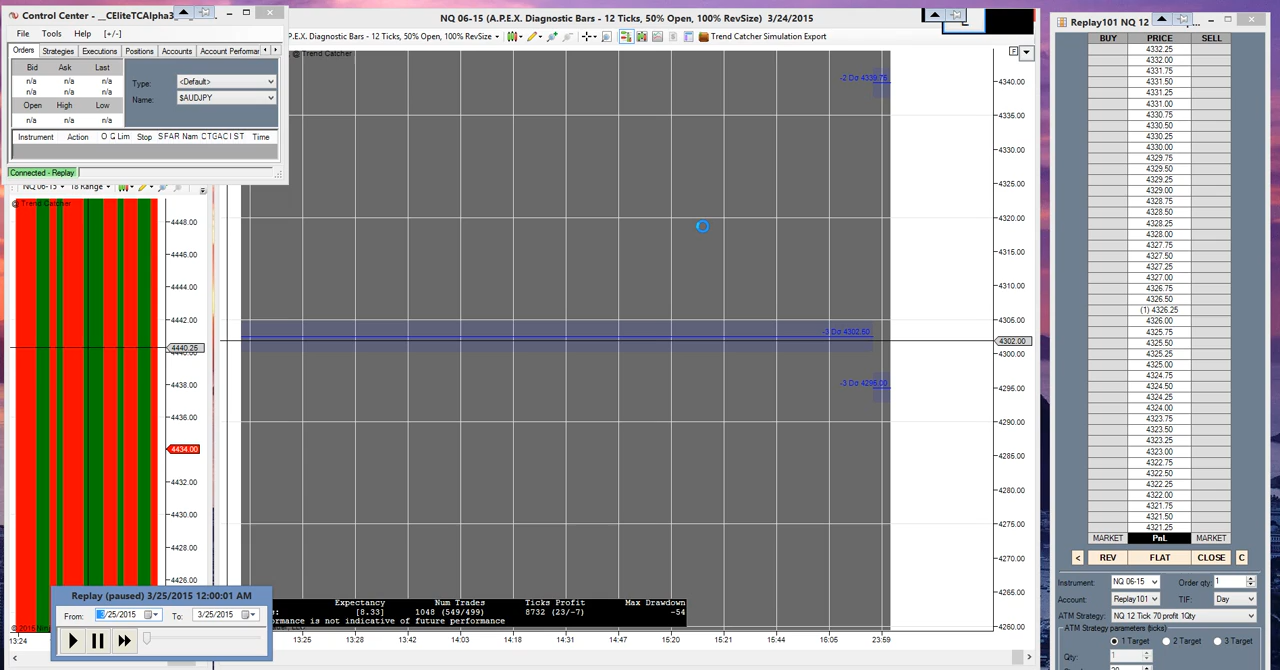 Control Center - __CEliteTCAlpha3_
File Tools Help [+/-]
Orders Strategies Executions Positions Accounts Account Performar
Bid Ask Last
n/a n/a n/a
n/a n/a n/a
Open High Low
n/a n/a n/a
Type: <Default>
Name: $AUDJPY
Instrument Action O C Lim Stop S F A R Nam C T G A C I S T Time
Connected - Replay
NQ 06-15 18 Range
@ Trend Catcher
4448.00
4446.00
4444.00
4442.00
4440.25
4438.00
4436.00
4434.00
4432.00
4430.00
4428.00
4426.00
13:24
Replay (paused) 3/25/2015 12:00:01 AM
From: 3/25/2015 To: 3/25/2015
NQ 06-15 (A.P.E.X. Diagnostic Bars - 12 Ticks, 50% Open, 100% RevSize) 3/24/2015
P.E.X. Diagnostic Bars - 12 Ticks, 50% Open, 100% RevSize)
Trend Catcher Simulation Export
@ Trend Catcher
F
-2 Dσ 4339.75
-3 Dσ 4302.50
-3 Dσ 4295.00
4340.00
4335.00
4330.00
4325.00
4320.00
4315.00
4310.00
4305.00
4302.00
4300.00
4295.00
4290.00
4285.00
4280.00
4275.00
4270.00
4265.00
4260.00
Expectancy Num Trades Ticks Profit Max Drawdown
[8.33] 1048 (549/499) 8732 (23/-7) -54
rmance is not indicative of future performance
13:25 13:28 13:42 14:03 14:18 14:31 14:47 15:20 15:21 15:44 16:05 23:59
Replay101 NQ 12
BUY PRICE SELL
4332.25
4332.00
4331.75
4331.50
4331.25
4331.00
4330.75
4330.50
4330.25
4330.00
4329.75
4329.50
4329.25
4329.00
4328.75
4328.50
4328.25
4328.00
4327.75
4327.50
4327.25
4327.00
4326.75
4326.50
(1) 4326.25
4326.00
4325.75
4325.50
4325.25
4325.00
4324.75
4324.50
4324.25
4324.00
4323.75
4323.50
4323.25
4323.00
4322.75
4322.50
4322.25
4322.00
4321.75
4321.50
4321.25
MARKET PnL MARKET
< REV FLAT CLOSE C
Instrument: NQ 06-15 Order qty: 1
Account: Replay101 TIF: Day
ATM Strategy: NQ 12 Tick 70 profit 1Qty
ATM Strategy parameters (ticks)
1 Target 2 Target 3 Target
Qty: 1